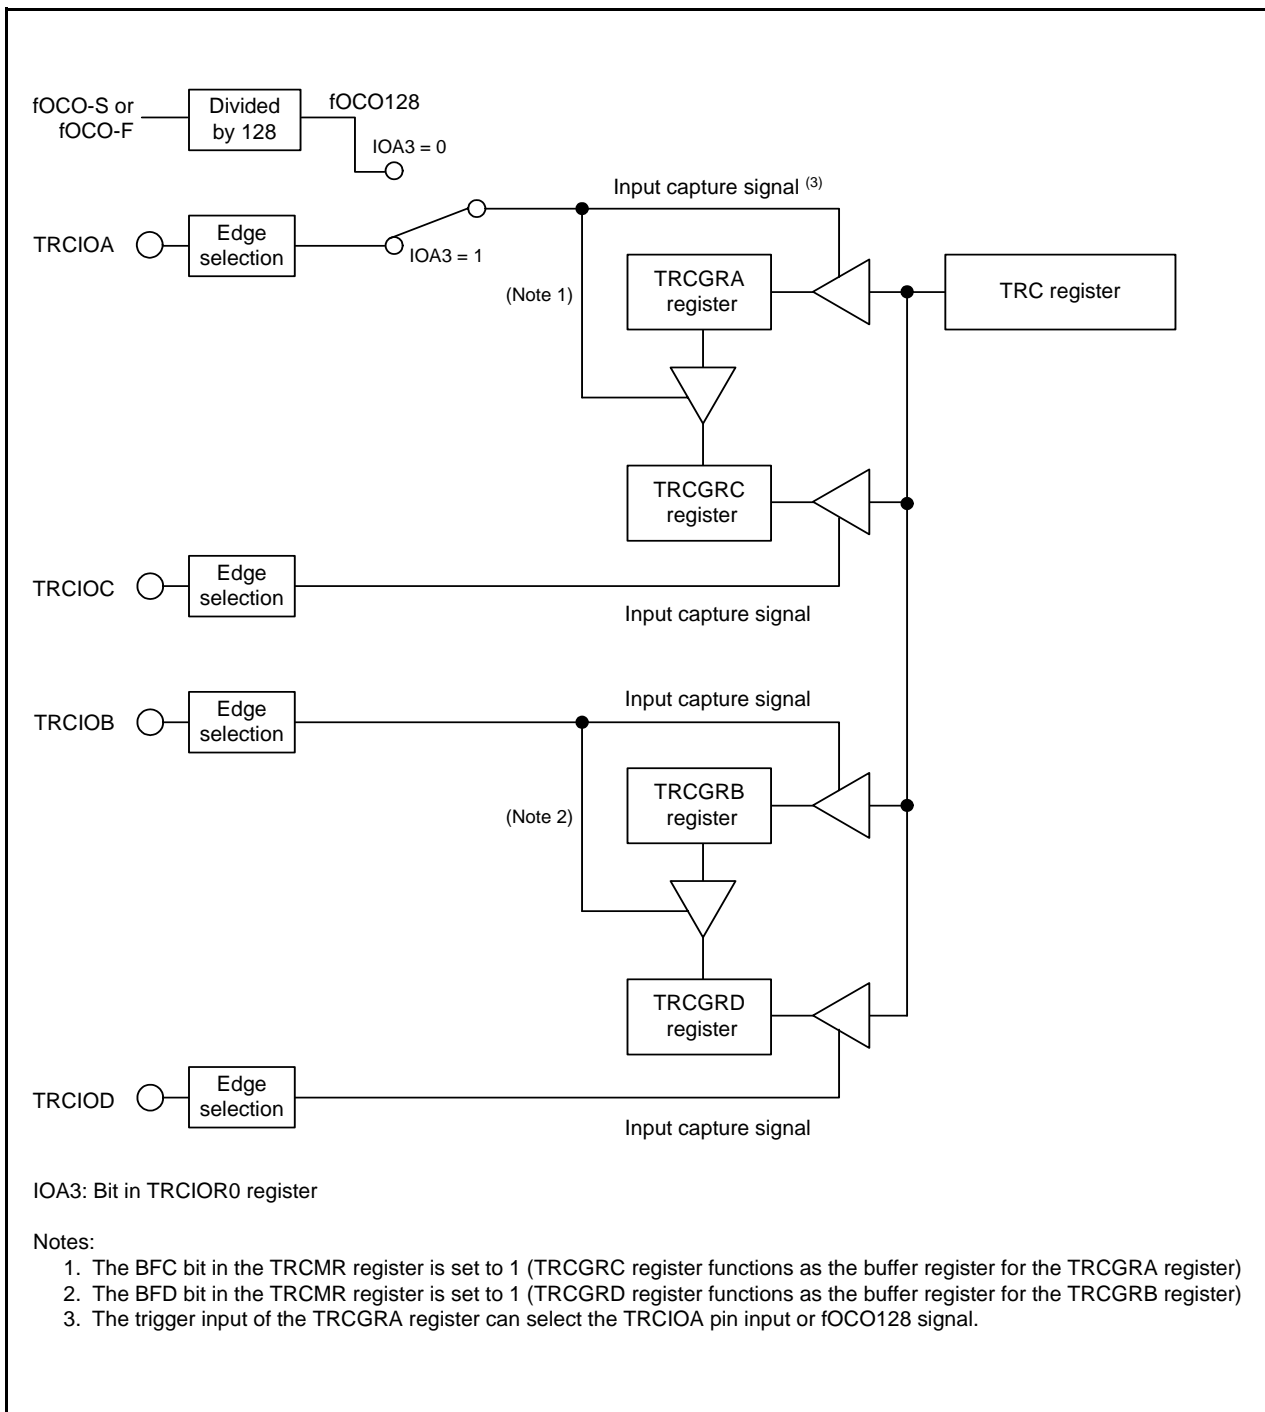 fOCO-S or
fOCO-F
Divided
by 128
fOCO128
IOA3 = 0
Input capture signal (3)
TRCIOA
Edge
selection
IOA3 = 1
(Note 1)
TRCGRA
register
TRC register
TRCGRC
register
TRCIOC
Edge
selection
Input capture signal
TRCIOB
Edge
selection
Input capture signal
(Note 2)
TRCGRB
register
TRCGRD
register
TRCIOD
Edge
selection
Input capture signal
IOA3: Bit in TRCIOR0 register
Notes:
1. The BFC bit in the TRCMR register is set to 1 (TRCGRC register functions as the buffer register for the TRCGRA register)
2. The BFD bit in the TRCMR register is set to 1 (TRCGRD register functions as the buffer register for the TRCGRB register)
3. The trigger input of the TRCGRA register can select the TRCIOA pin input or fOCO128 signal.